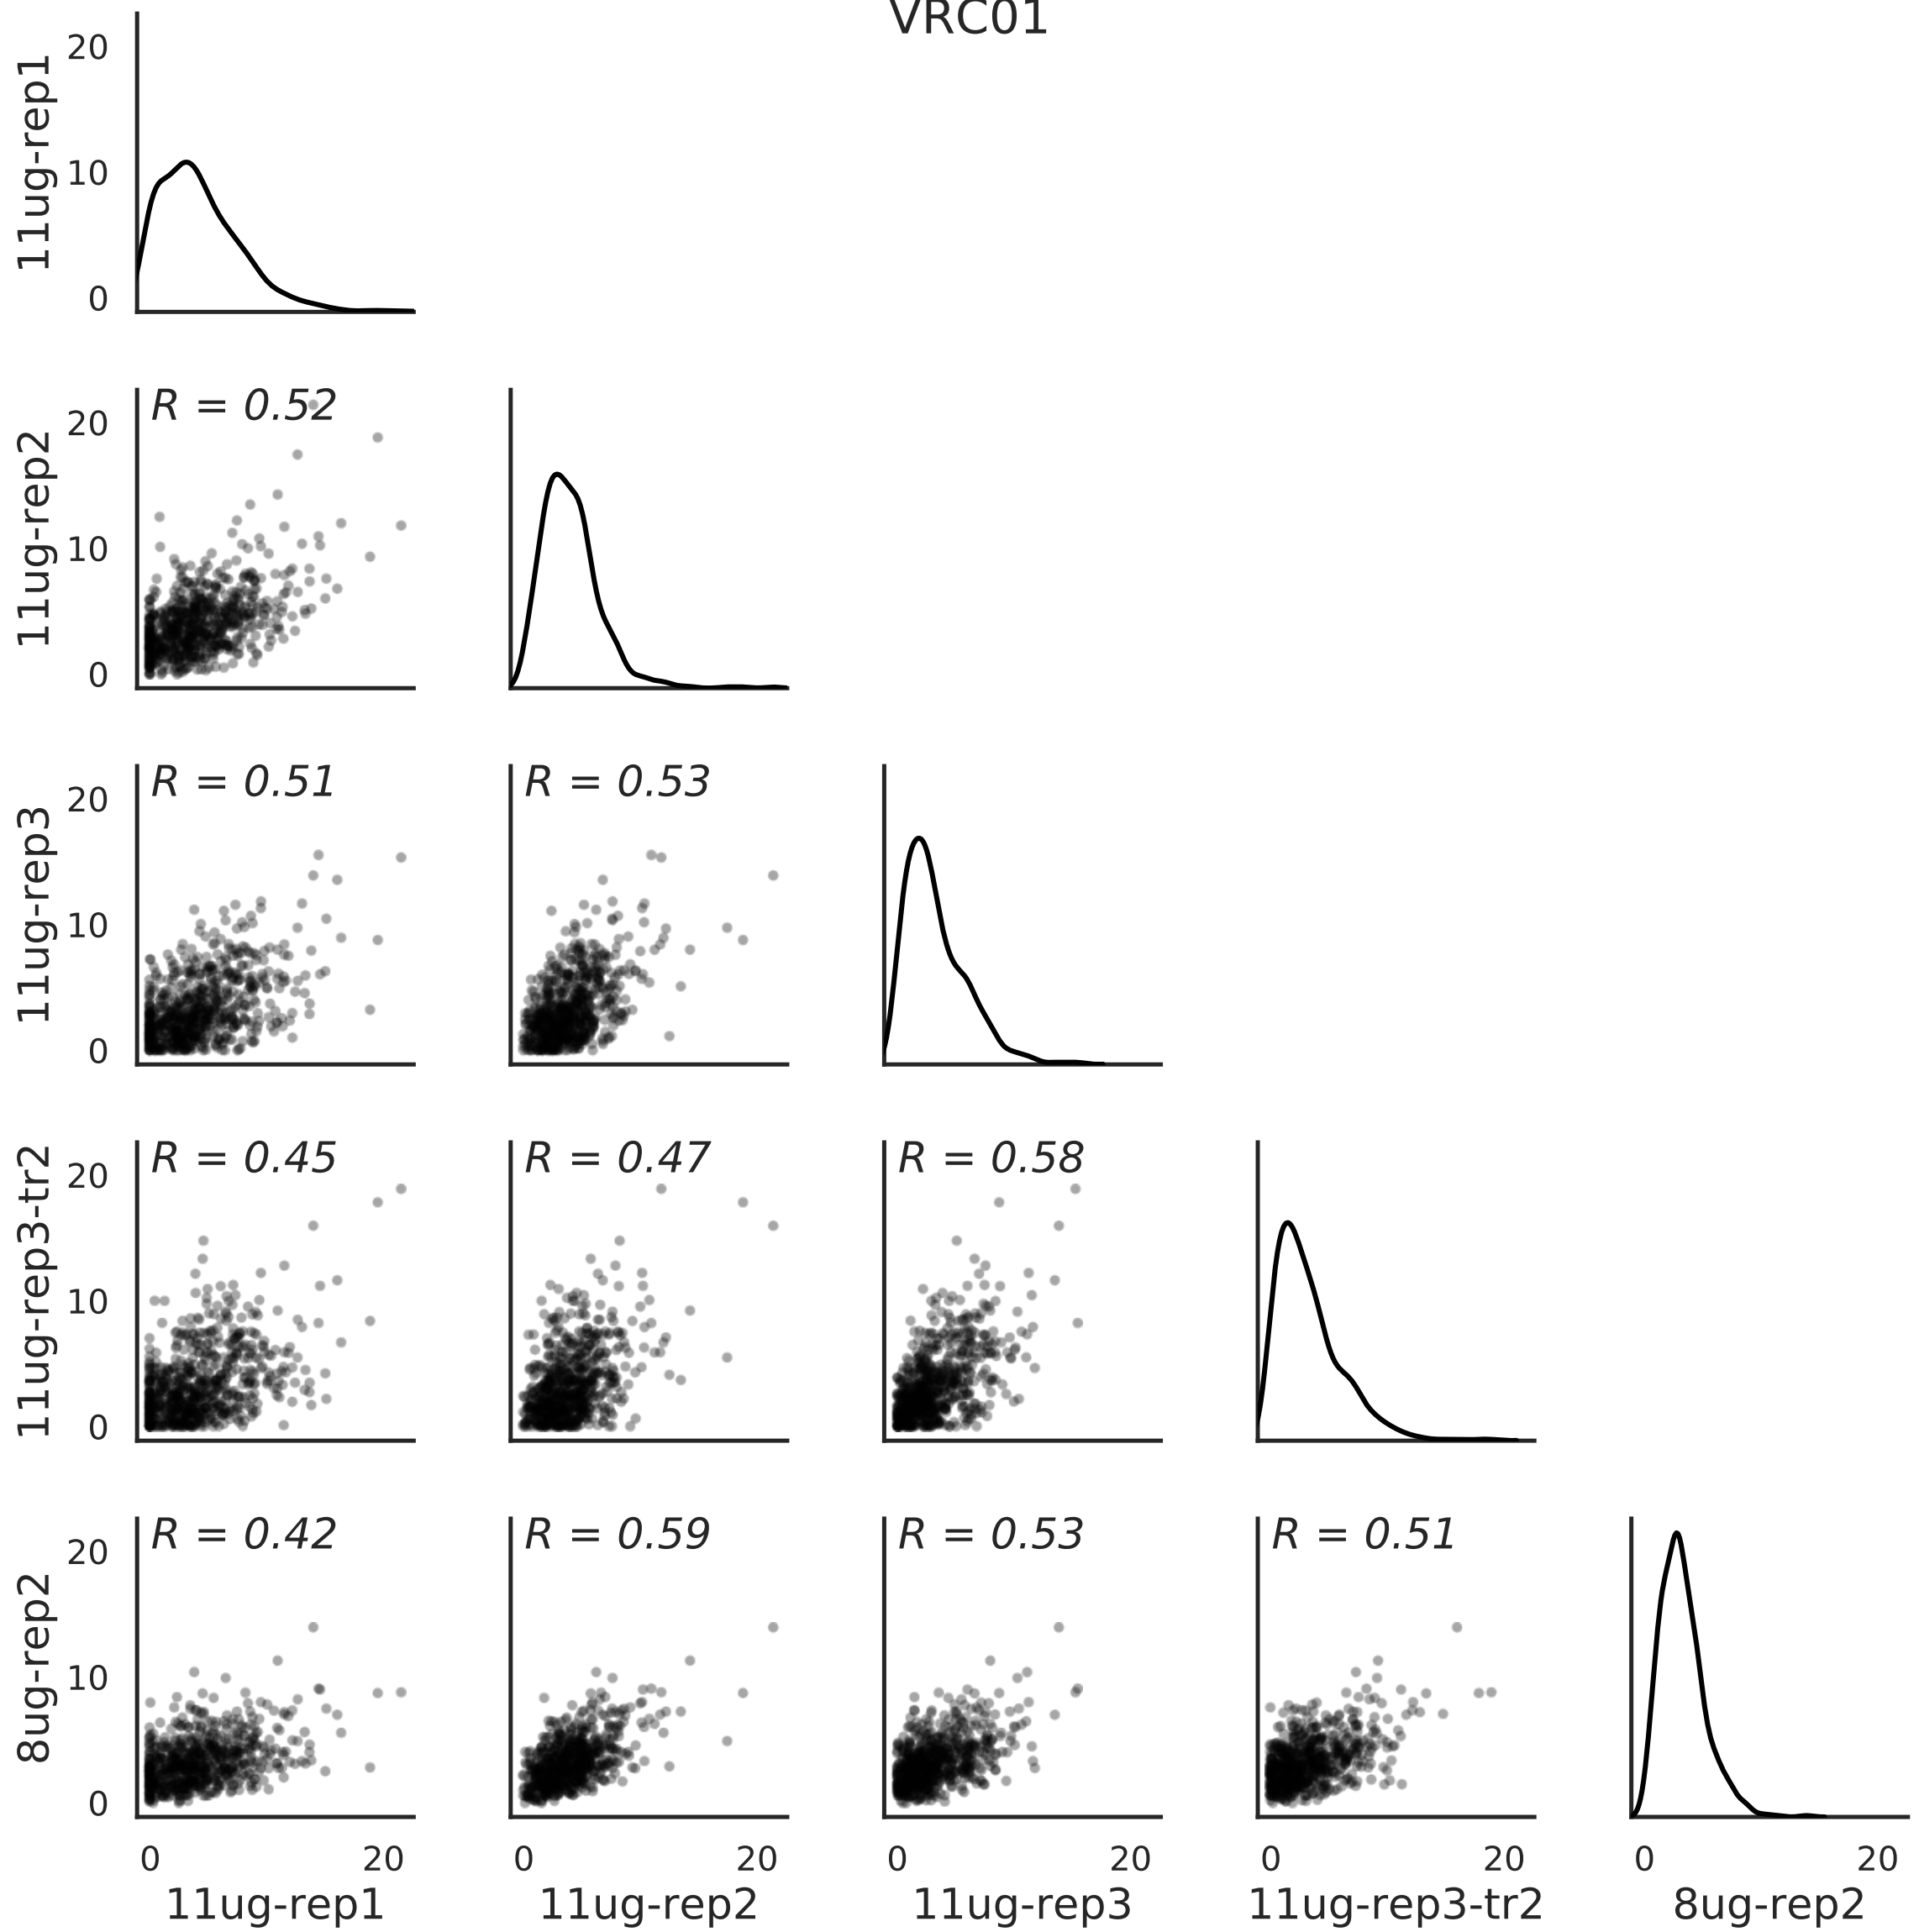 VRC01
11ug-rep1
20
10
0
11ug-rep2
20
10
0
R = 0.52
11ug-rep3
20
10
0
R = 0.51
R = 0.53
11ug-rep3-tr2
20
10
0
R = 0.45
R = 0.47
R = 0.58
8ug-rep2
20
10
0
R = 0.42
R = 0.59
R = 0.53
R = 0.51
0 20
0 20
0 20
0 20
0 20
11ug-rep1
11ug-rep2
11ug-rep3
11ug-rep3-tr2
8ug-rep2